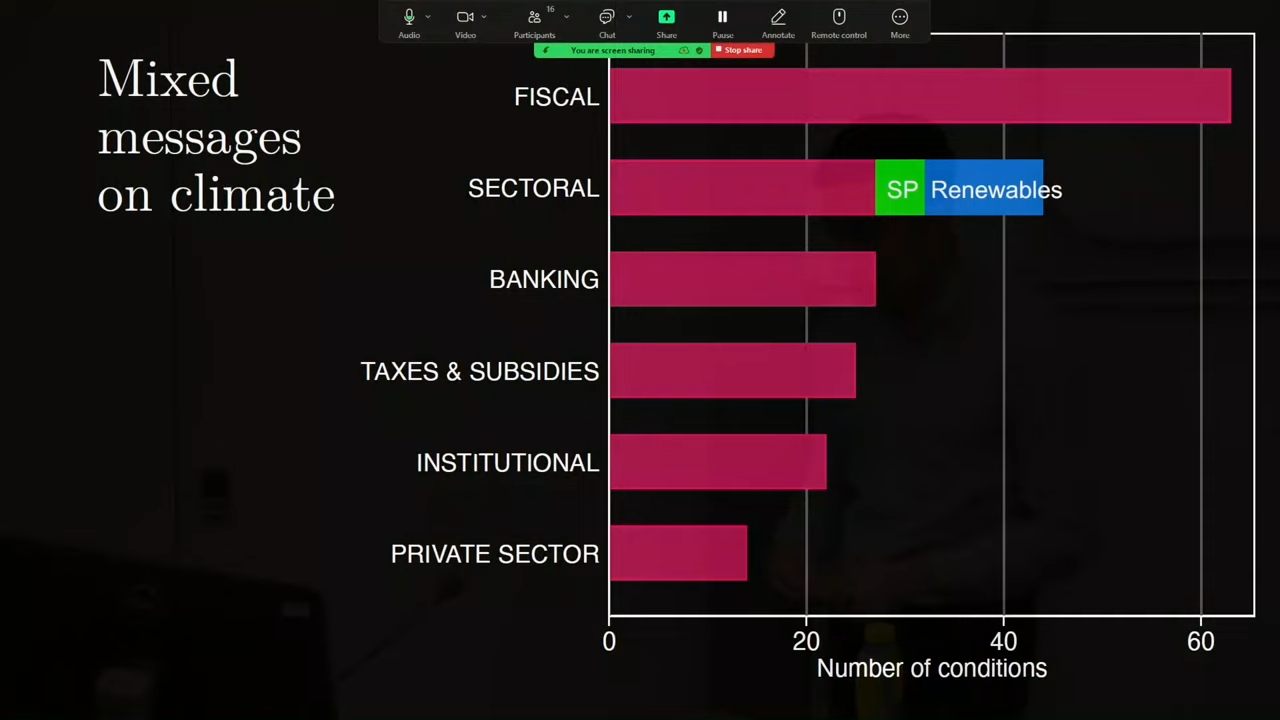 16
Audio
Video
Participants
Chat
Share
Pause
Annotate
Remote control
More
You are screen sharing
Stop share
Mixed
messages
on climate
FISCAL
SECTORAL
SP
Renewables
BANKING
TAXES & SUBSIDIES
INSTITUTIONAL
PRIVATE SECTOR
0
20
40
60
Number of conditions